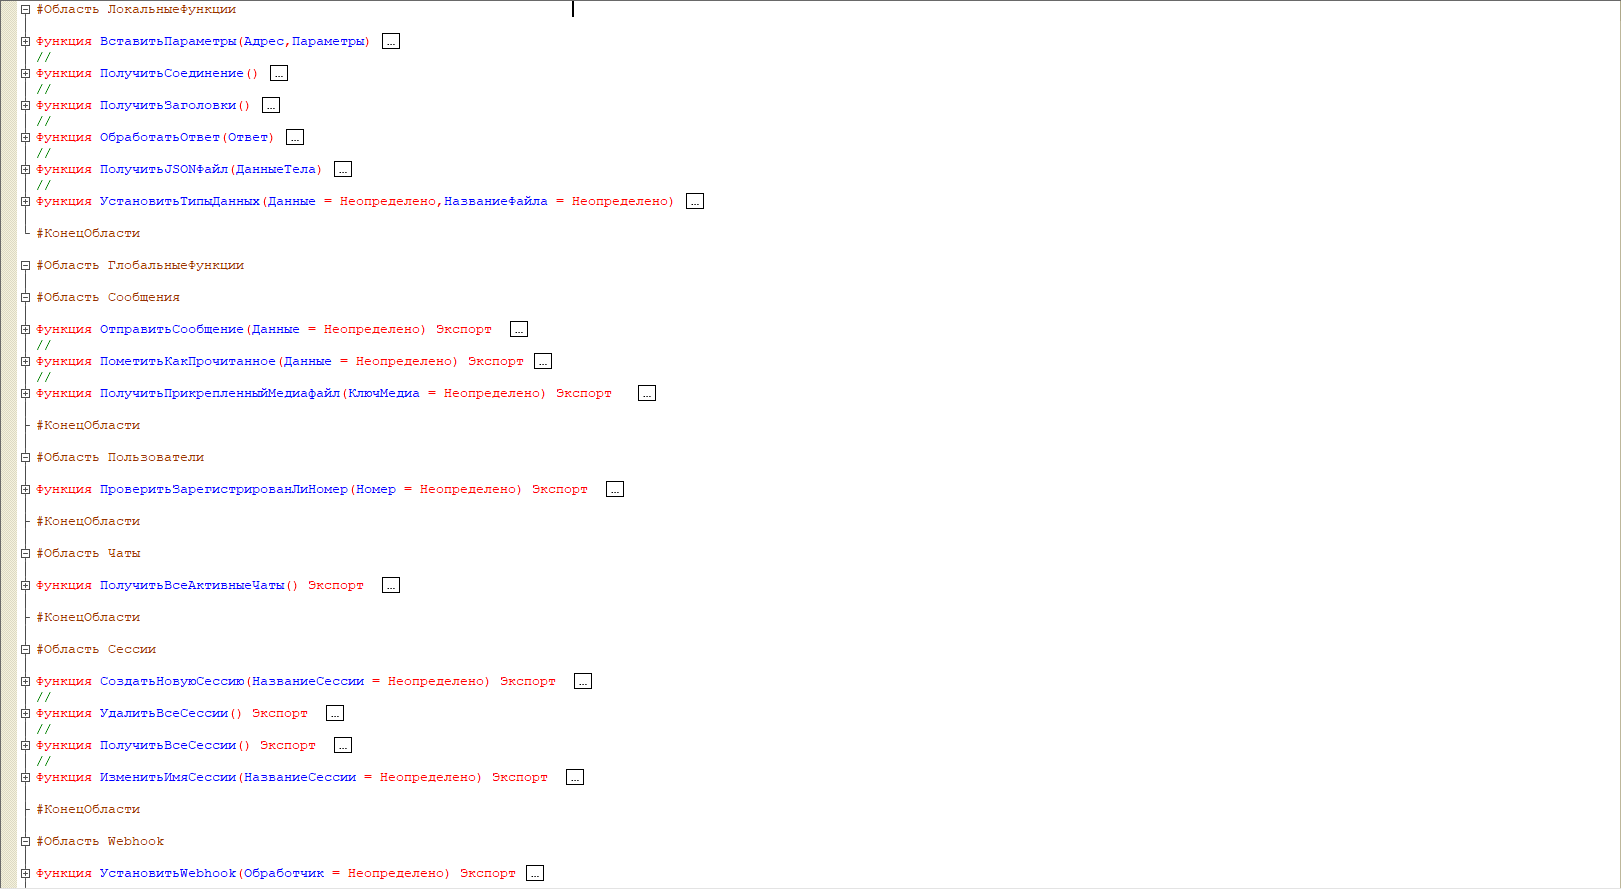 #Область ЛокальныеФункции
Функция ВставитьПараметры(Адрес,Параметры) ...
//
Функция ПолучитьСоединение() ...
//
Функция ПолучитьЗаголовки() ...
//
Функция ОбработатьОтвет(Ответ) ...
//
Функция ПолучитьJSONФайл(ДанныеТела) ...
//
Функция УстановитьТипыДанных(Данные = Неопределено,НазваниеФайла = Неопределено) ...
#КонецОбласти
#Область ГлобальныеФункции
#Область Сообщения
Функция ОтправитьСообщение(Данные = Неопределено) Экспорт ...
//
Функция ПометитьКакПрочитанное(Данные = Неопределено) Экспорт ...
//
Функция ПолучитьПрикрепленныйМедиафайл(КлючМедиа = Неопределено) Экспорт ...
#КонецОбласти
#Область Пользователи
Функция ПроверитьЗарегистрированЛиНомер(Номер = Неопределено) Экспорт ...
#КонецОбласти
#Область Чаты
Функция ПолучитьВсеАктивныеЧаты() Экспорт ...
#КонецОбласти
#Область Сессии
Функция СоздатьНовуюСессию(НазваниеСессии = Неопределено) Экспорт ...
//
Функция УдалитьВсеСессии() Экспорт ...
//
Функция ПолучитьВсеСессии() Экспорт ...
//
Функция ИзменитьИмяСессии(НазваниеСессии = Неопределено) Экспорт ...
#КонецОбласти
#Область Webhook
Функция УстановитьWebhook(Обработчик = Неопределено) Экспорт ...